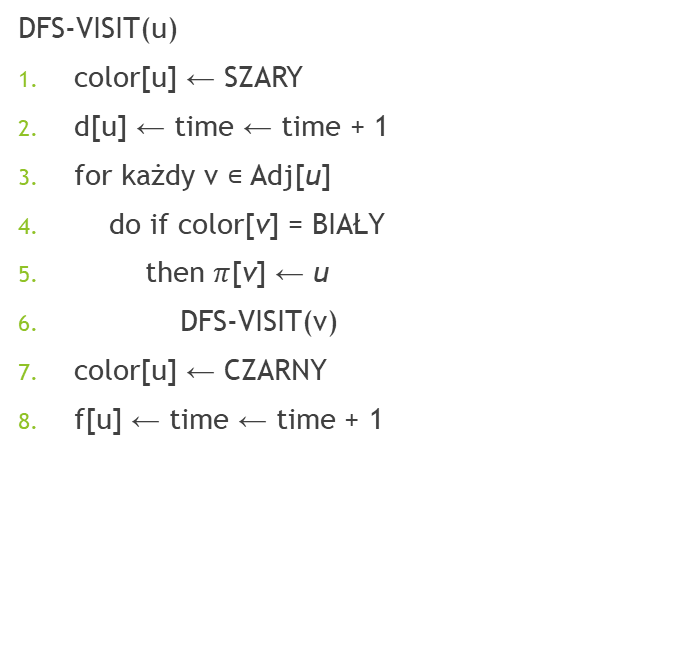 DFS-VISIT(u)
1. color[u] ← SZARY
2. d[u] ← time ← time + 1
3. for każdy v ∈ Adj[u]
4. do if color[v] = BIAŁY
5. then π[v] ← u
6. DFS-VISIT(v)
7. color[u] ← CZARNY
8. f[u] ← time ← time + 1